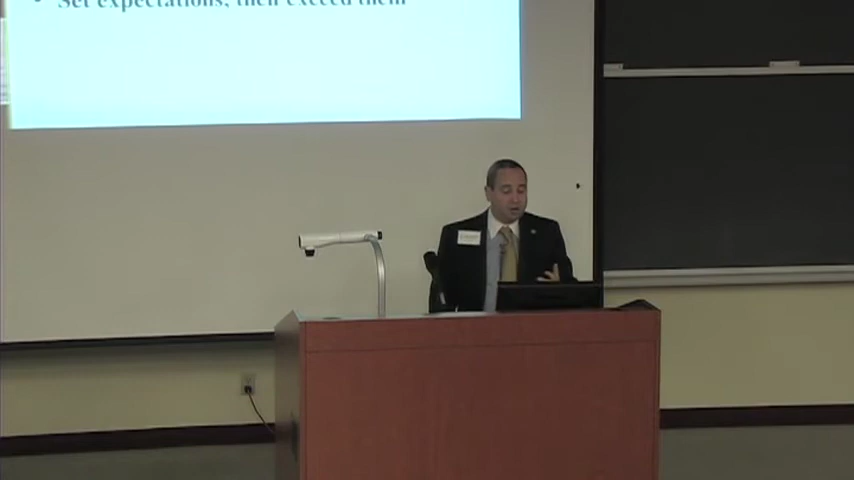 • Set expectations, then exceed them